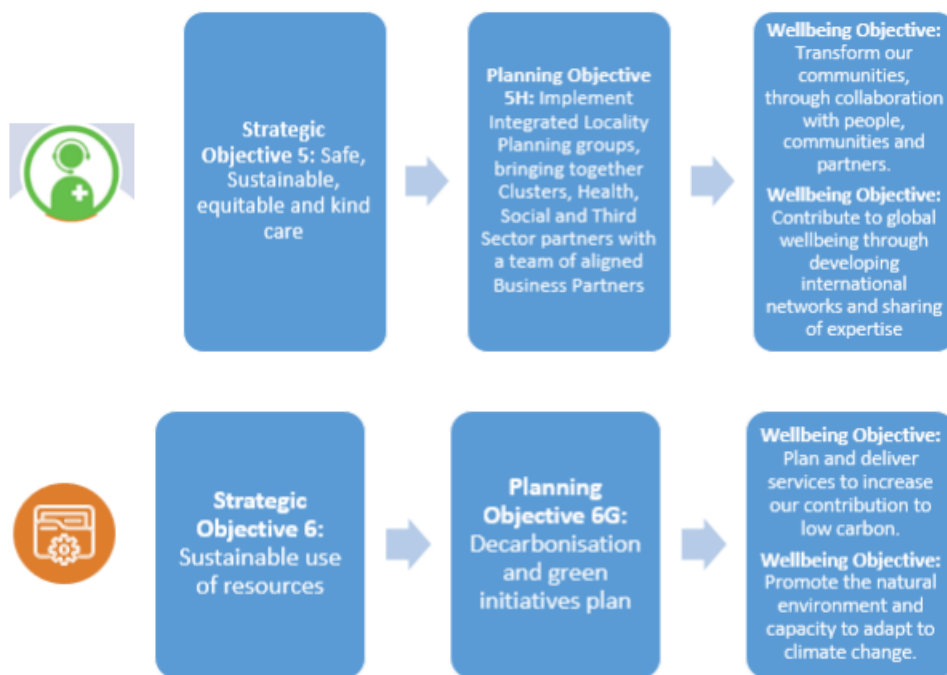 Strategic
Objective 5: Safe,
Sustainable,
equitable and kind
care
Planning Objective
5H: Implement
Integrated Locality
Planning groups,
bringing together
Clusters, Health,
Social and Third
Sector partners with
a team of aligned
Business Partners
Wellbeing Objective:
Transform our
communities,
through collaboration
with people,
communities and
partners.
Wellbeing Objective:
Contribute to global
wellbeing through
developing
international
networks and sharing
of expertise
Strategic
Objective 6:
Sustainable use
of resources
Planning
Objective 6G:
Decarbonisation
and green
initiatives plan
Wellbeing Objective:
Plan and deliver
services to increase
our contribution to
low carbon.
Wellbeing Objective:
Promote the natural
environment and
capacity to adapt to
climate change.